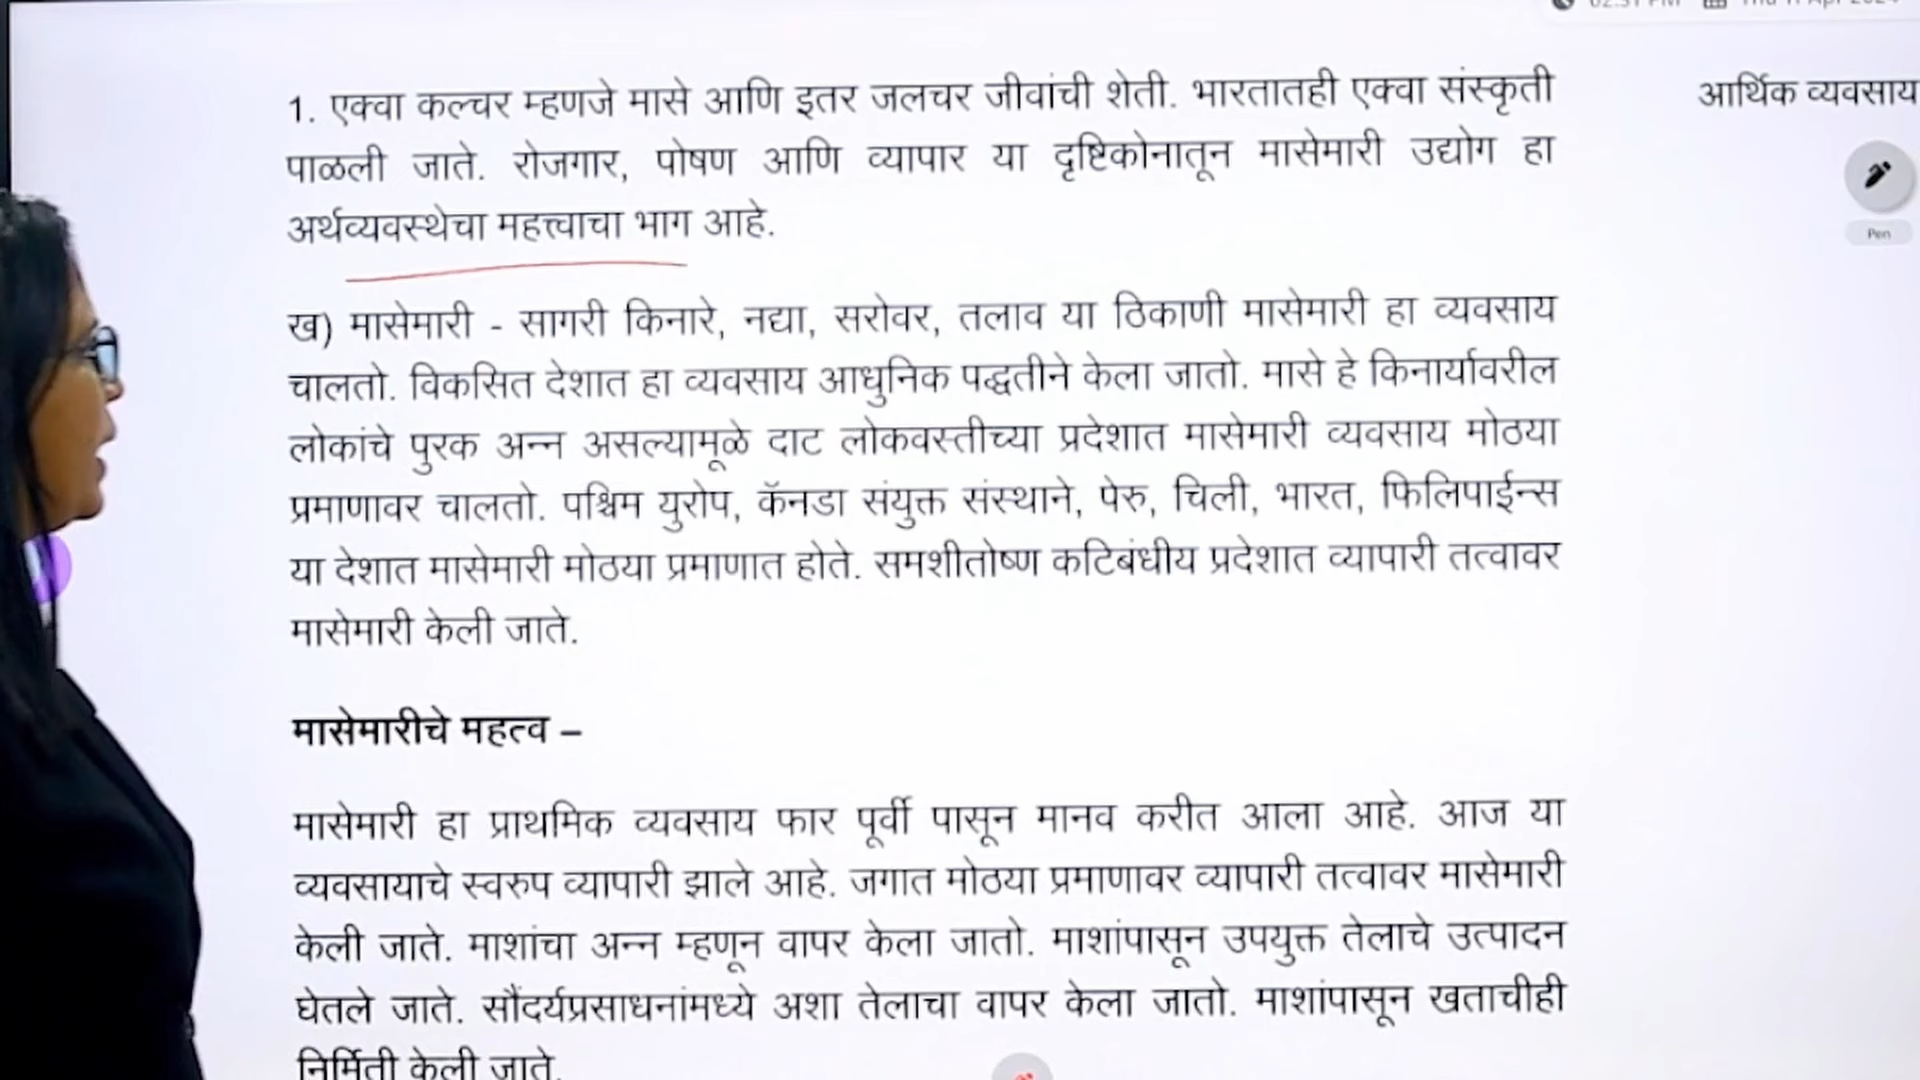 1. एक्वा कल्चर म्हणजे मासे आणि इतर जलचर जीवांची शेती. भारतातही एक्वा संस्कृती
पाळली जाते. रोजगार, पोषण आणि व्यापार या दृष्टिकोनातून मासेमारी उद्योग हा
अर्थव्यवस्थेचा महत्त्वाचा भाग आहे.
आर्थिक व्यवसाय
Pen
ख) मासेमारी - सागरी किनारे, नद्या, सरोवर, तलाव या ठिकाणी मासेमारी हा व्यवसाय
चालतो. विकसित देशात हा व्यवसाय आधुनिक पद्धतीने केला जातो. मासे हे किनार्यावरील
लोकांचे पुरक अन्न असल्यामूळे दाट लोकवस्तीच्या प्रदेशात मासेमारी व्यवसाय मोठया
प्रमाणावर चालतो. पश्चिम युरोप, कॅनडा संयुक्त संस्थाने, पेरु, चिली, भारत, फिलिपाईन्स
या देशात मासेमारी मोठया प्रमाणात होते. समशीतोष्ण कटिबंधीय प्रदेशात व्यापारी तत्वावर
मासेमारी केली जाते.
मासेमारीचे महत्व –
मासेमारी हा प्राथमिक व्यवसाय फार पूर्वी पासून मानव करीत आला आहे. आज या
व्यवसायाचे स्वरुप व्यापारी झाले आहे. जगात मोठया प्रमाणावर व्यापारी तत्वावर मासेमारी
केली जाते. माशांचा अन्न म्हणून वापर केला जातो. माशांपासून उपयुक्त तेलाचे उत्पादन
घेतले जाते. सौंदर्यप्रसाधनांमध्ये अशा तेलाचा वापर केला जातो. माशांपासून खताचीही
निर्मिती केली जाते.